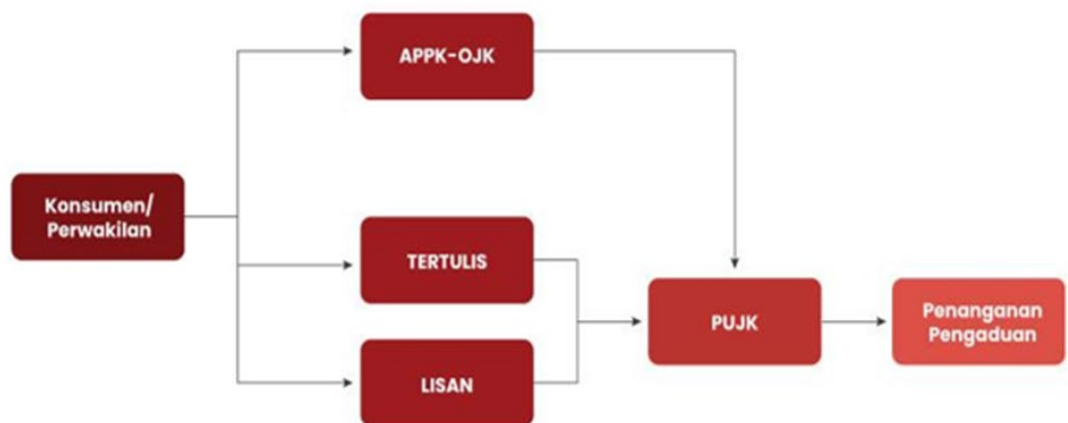 APPK-OJK
Konsumen/
Perwakilan
TERTULIS
LISAN
PUJK
Penanganan
Pengaduan